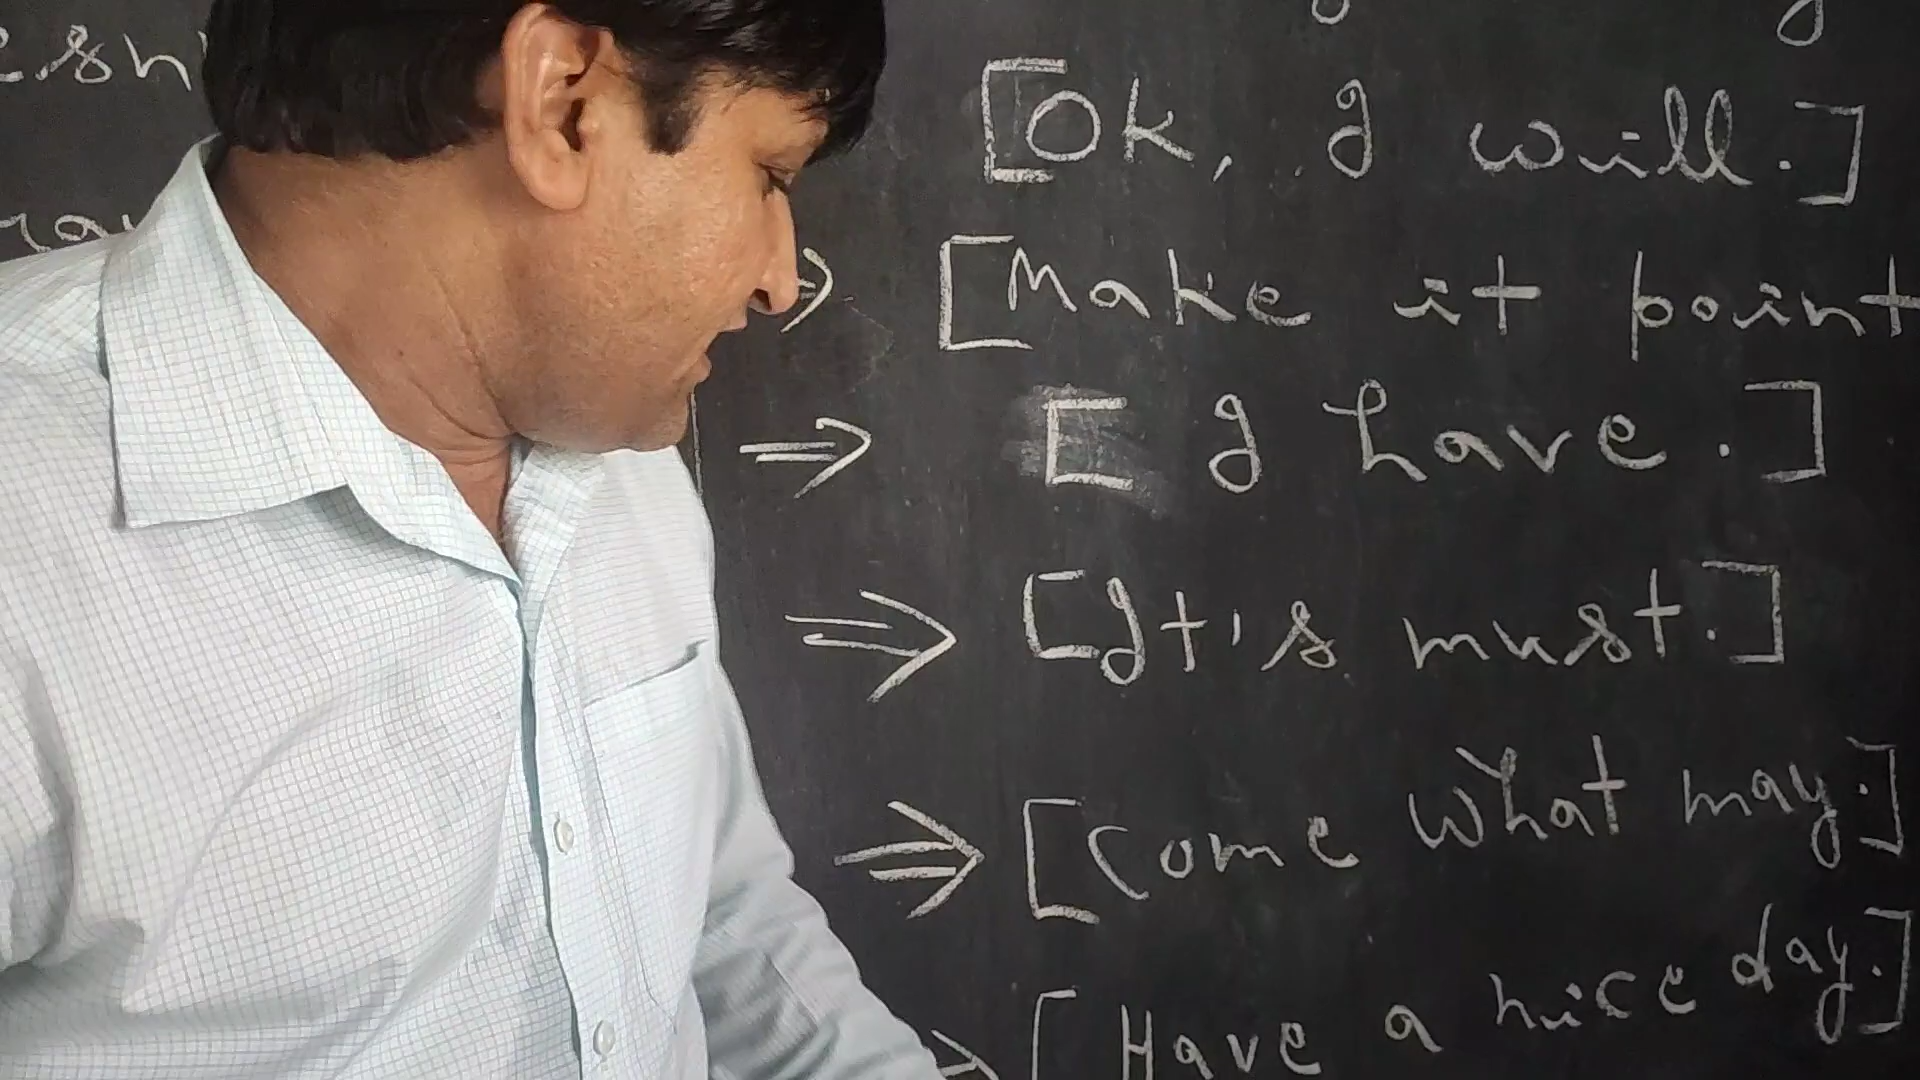 [Ok, I will.]
⇒ [Make it point
⇒ [I have.]
⇒ [It's must.]
⇒ [Come what may.]
⇒ [Have a nice day.]